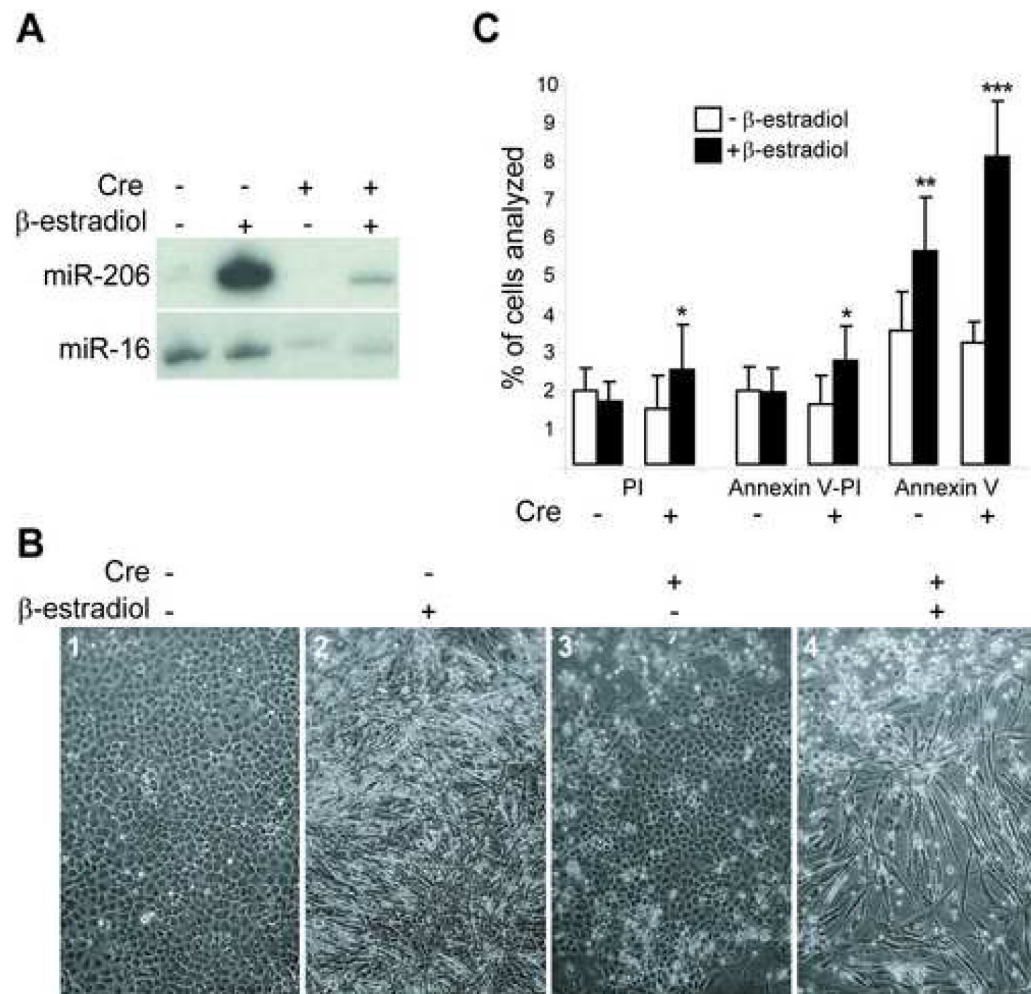 A
Cre - - + +
β-estradiol - + - +
miR-206
miR-16
C
% of cells analyzed
10
9
8
7
6
5
4
3
2
1
- β-estradiol
+ β-estradiol
* * ** ***
PI Annexin V-PI Annexin V
Cre - + - + - +
B
Cre - - + +
β-estradiol - + - +
1 2 3 4